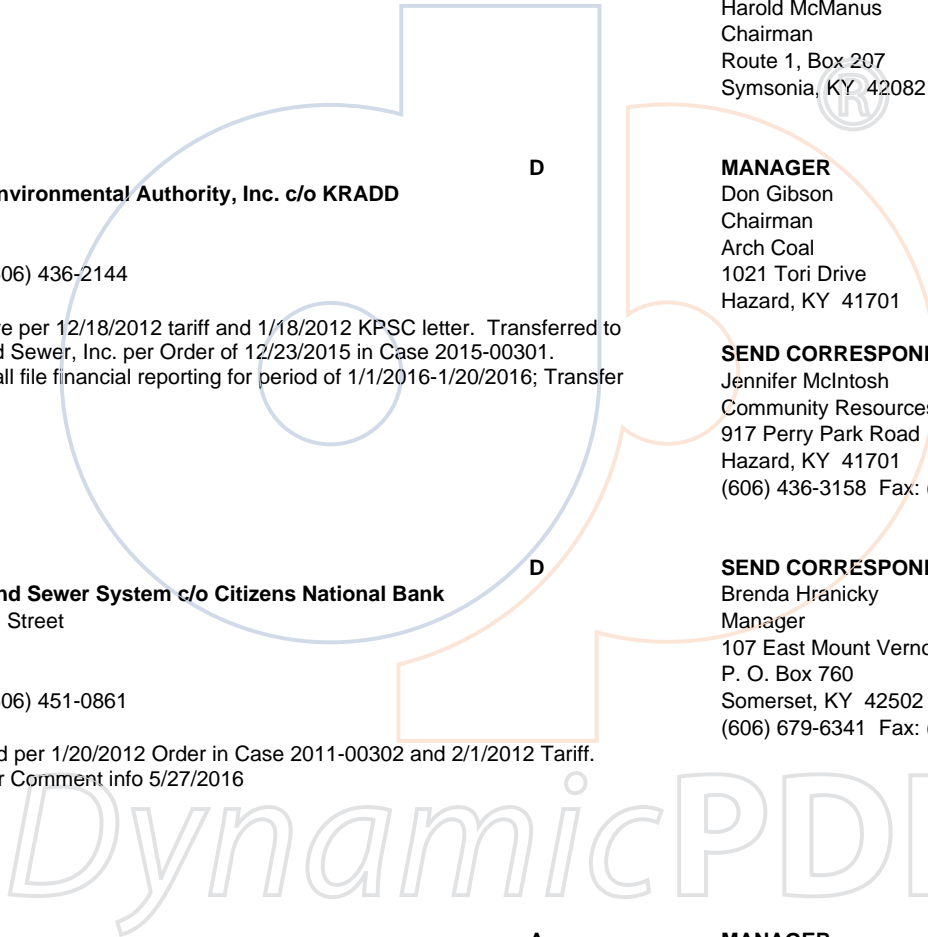 Harold McManus
Chairman
Route 1, Box 207
Symsonia, KY 42082
D
nvironmental Authority, Inc. c/o KRADD
06) 436-2144
e per 12/18/2012 tariff and 1/18/2012 KPSC letter. Transferred to
d Sewer, Inc. per Order of 12/23/2015 in Case 2015-00301.
all file financial reporting for period of 1/1/2016-1/20/2016; Transfer
MANAGER
Don Gibson
Chairman
Arch Coal
1021 Tori Drive
Hazard, KY 41701
SEND CORRESPON
Jennifer McIntosh
Community Resources
917 Perry Park Road
Hazard, KY 41701
(606) 436-3158 Fax: (
D
nd Sewer System c/o Citizens National Bank
Street
06) 451-0861
d per 1/20/2012 Order in Case 2011-00302 and 2/1/2012 Tariff.
r Comment info 5/27/2016
SEND CORRESPON
Brenda Hranicky
Manager
107 East Mount Verno
P. O. Box 760
Somerset, KY 42502
(606) 679-6341 Fax: (
DynamicPD
®
A
MANAGER